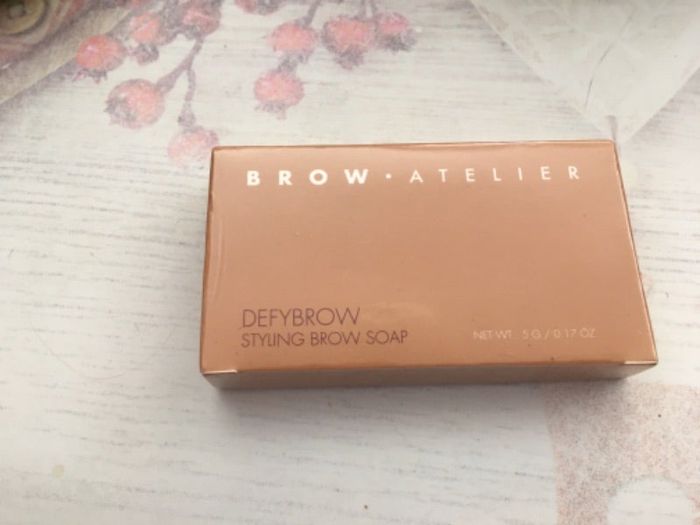 BROW · ATELIER
DEFYBROW
STYLING BROW SOAP
NET WT. 5 G / 0.17 OZ